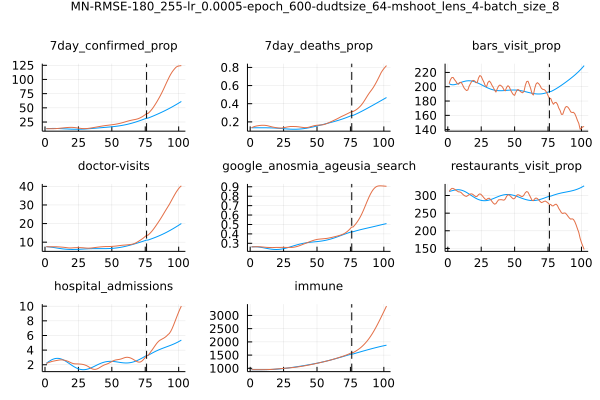 MN-RMSE-180_255-lr_0.0005-epoch_600-dudtsize_64-mshoot_lens_4-batch_size_8
7day_confirmed_prop 7day_deaths_prop bars_visit_prop
125 0.8 220
100 0.6 200
75 0.4 180
50 0.2 160
25 140
0 25 50 75 100 0 25 50 75 100 0 25 50 75 100
doctor-visits google_anosmia_ageusia_search restaurants_visit_prop
40 0.9 300
30 0.8 250
20 0.6 200
10 0.5 150
0.4
0.3
0 25 50 75 100 0 25 50 75 100 0 25 50 75 100
hospital_admissions immune
10 3000
8 2500
6 2000
4 1500
2 1000
0 25 50 75 100 0 25 50 75 100